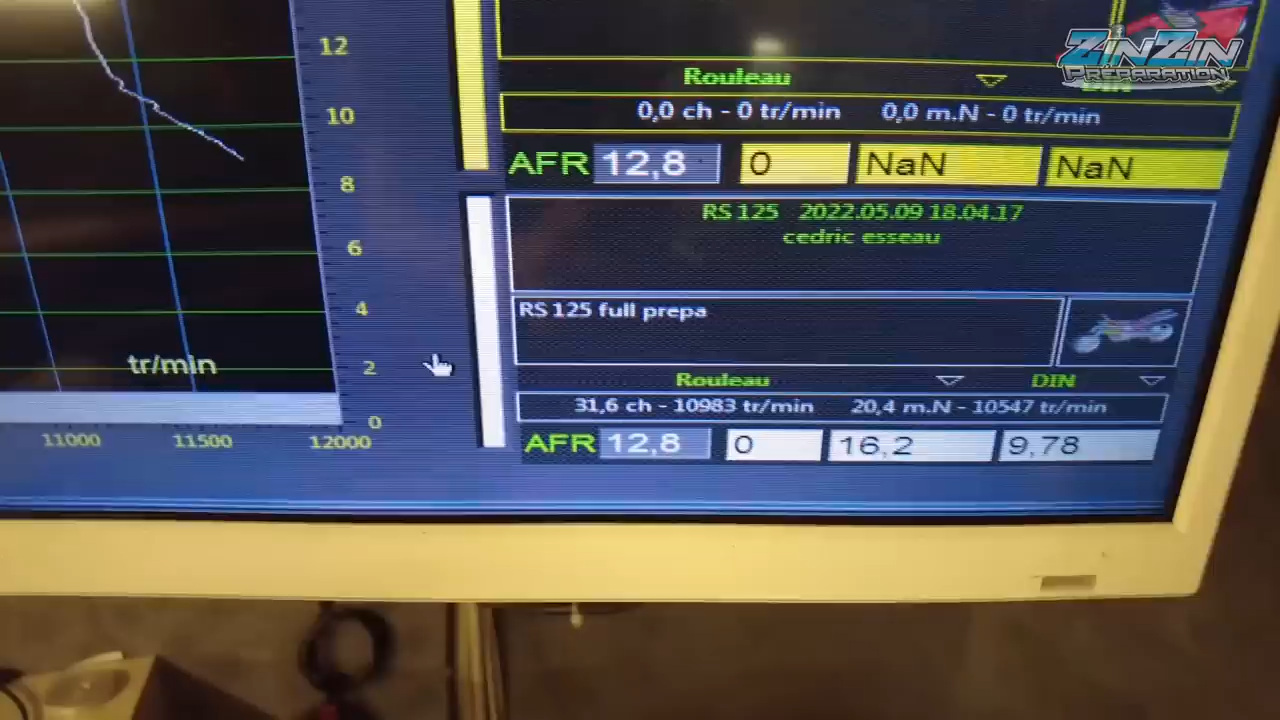 12
10
8
6
4
2
0
tr/min
11000 11500 12000
ZINZIN
PREPARATION
Rouleau DIN
0,0 ch - 0 tr/min 0,0 m.N - 0 tr/min
AFR 12,8 0 NaN NaN
RS 125 2022.05.09 18.04.17
cedric esseau
RS 125 full prepa
Rouleau DIN
31,6 ch - 10983 tr/min 20,4 m.N - 10547 tr/min
AFR 12,8 0 16,2 9,78